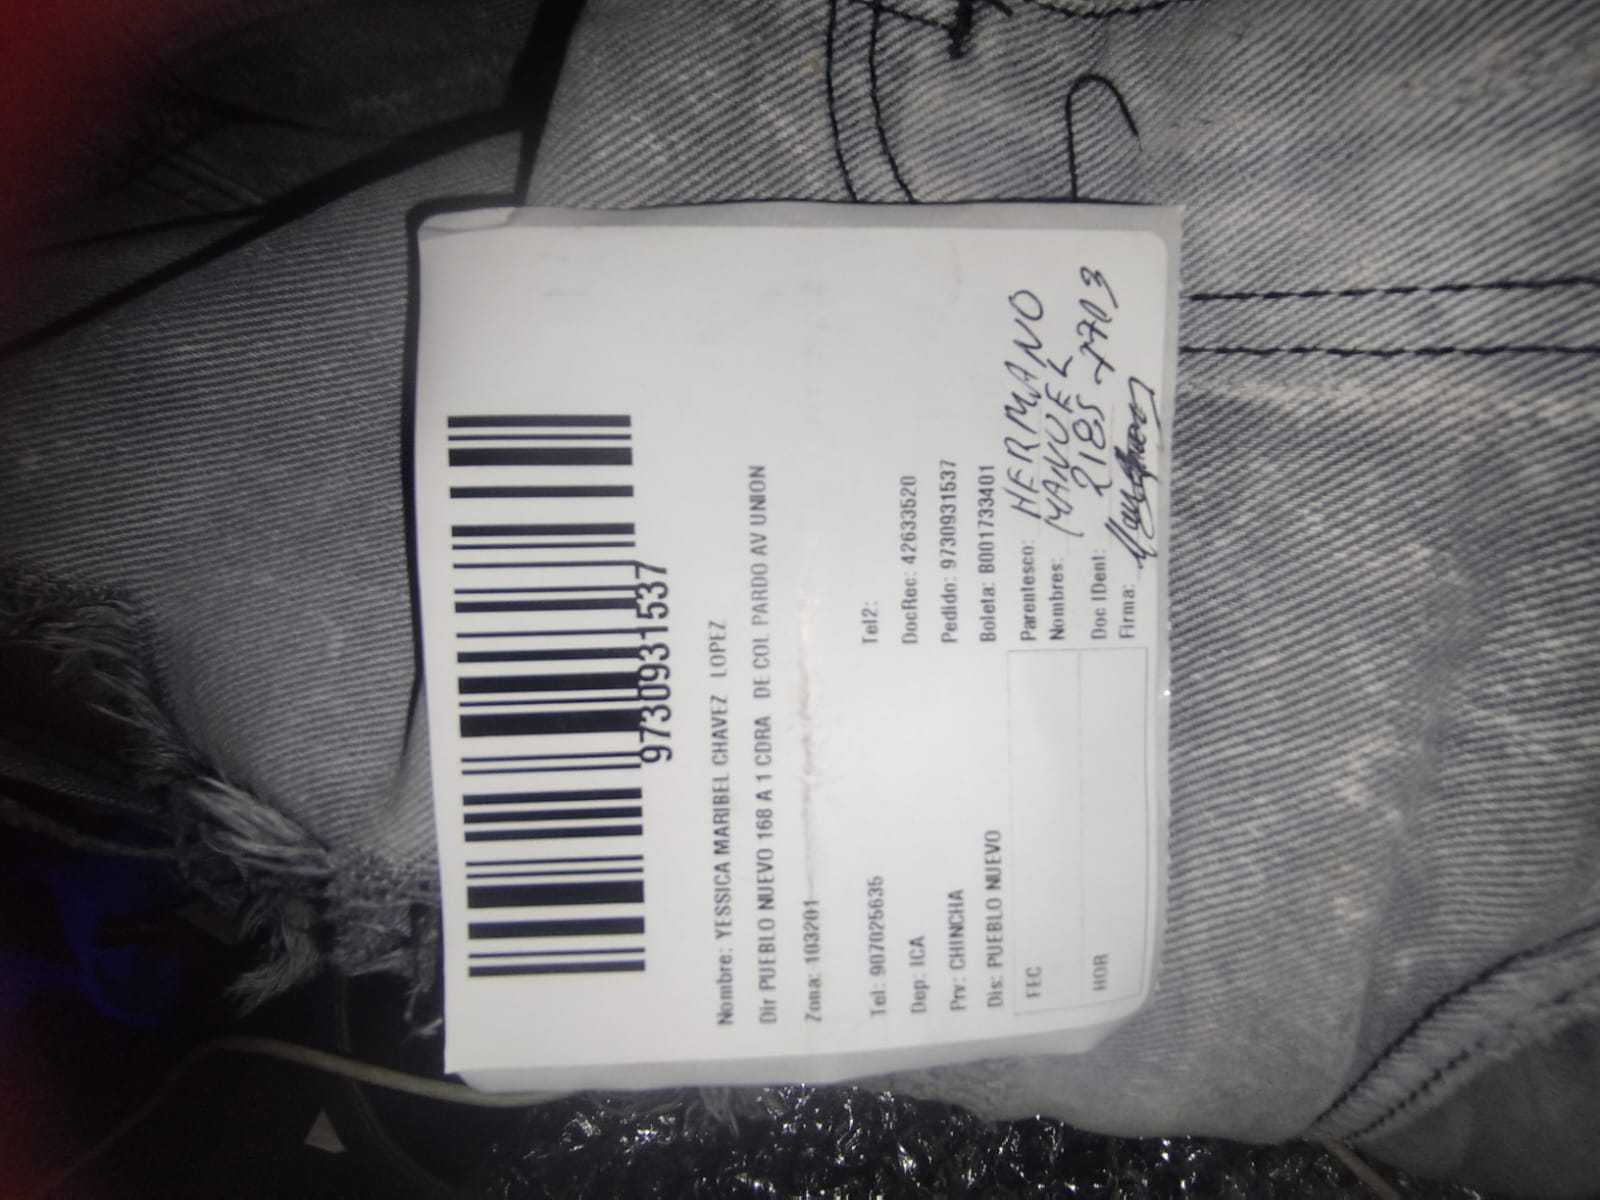 9730931537
Nombre: YESSICA MARIBEL CHAVEZ LOPEZ
Dir PUEBLO NUEVO 168 A 1 CDRA DE COL PARDO AV UNION
Zona: 103201
Tel: 907025635 Tel2:
Dep: ICA DocRec: 42633520
Prv: CHINCHA Pedido: 9730931537
Dis: PUEBLO NUEVO Boleta: B001733401
FEC
HOR
Parentesco: HERMANO
Nombres: MANUEL
Doc IDent: 2185
Firma: